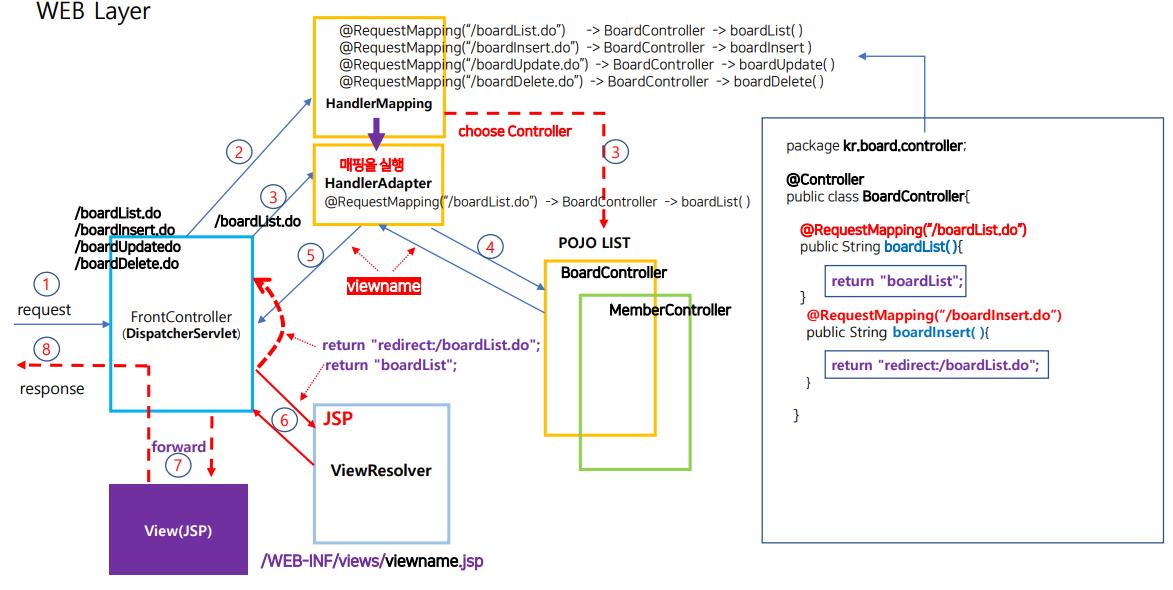 WEB Layer
@RequestMapping(“/boardList.do”) -> BoardController -> boardList( )
@RequestMapping(“/boardInsert.do”) -> BoardController -> boardInsert )
@RequestMapping(“/boardUpdate.do”) -> BoardController -> boardUpdate( )
@RequestMapping(“/boardDelete.do”) -> BoardController -> boardDelete( )
HandlerMapping
choose Controller
②
③
매핑을 실행
HandlerAdapter
@RequestMapping(“/boardList.do”) -> BoardController -> boardList( )
③
/boardList.do
/boardList.do
/boardInsert.do
/boardUpdatedo
/boardDelete.do
①
request
FrontController
(DispatcherServlet)
⑧
response
⑤
④
viewname
POJO LIST
BoardController
MemberController
return "redirect:/boardList.do";
return "boardList";
⑥
JSP
ViewResolver
forward
⑦
View(JSP)
/WEB-INF/views/viewname.jsp
package kr.board.controller;
@Controller
public class BoardController{
@RequestMapping(“/boardList.do”)
public String boardList(){
return "boardList";
}
@RequestMapping(“/boardInsert.do”)
public String boardInsert( ){
return "redirect:/boardList.do";
}
}